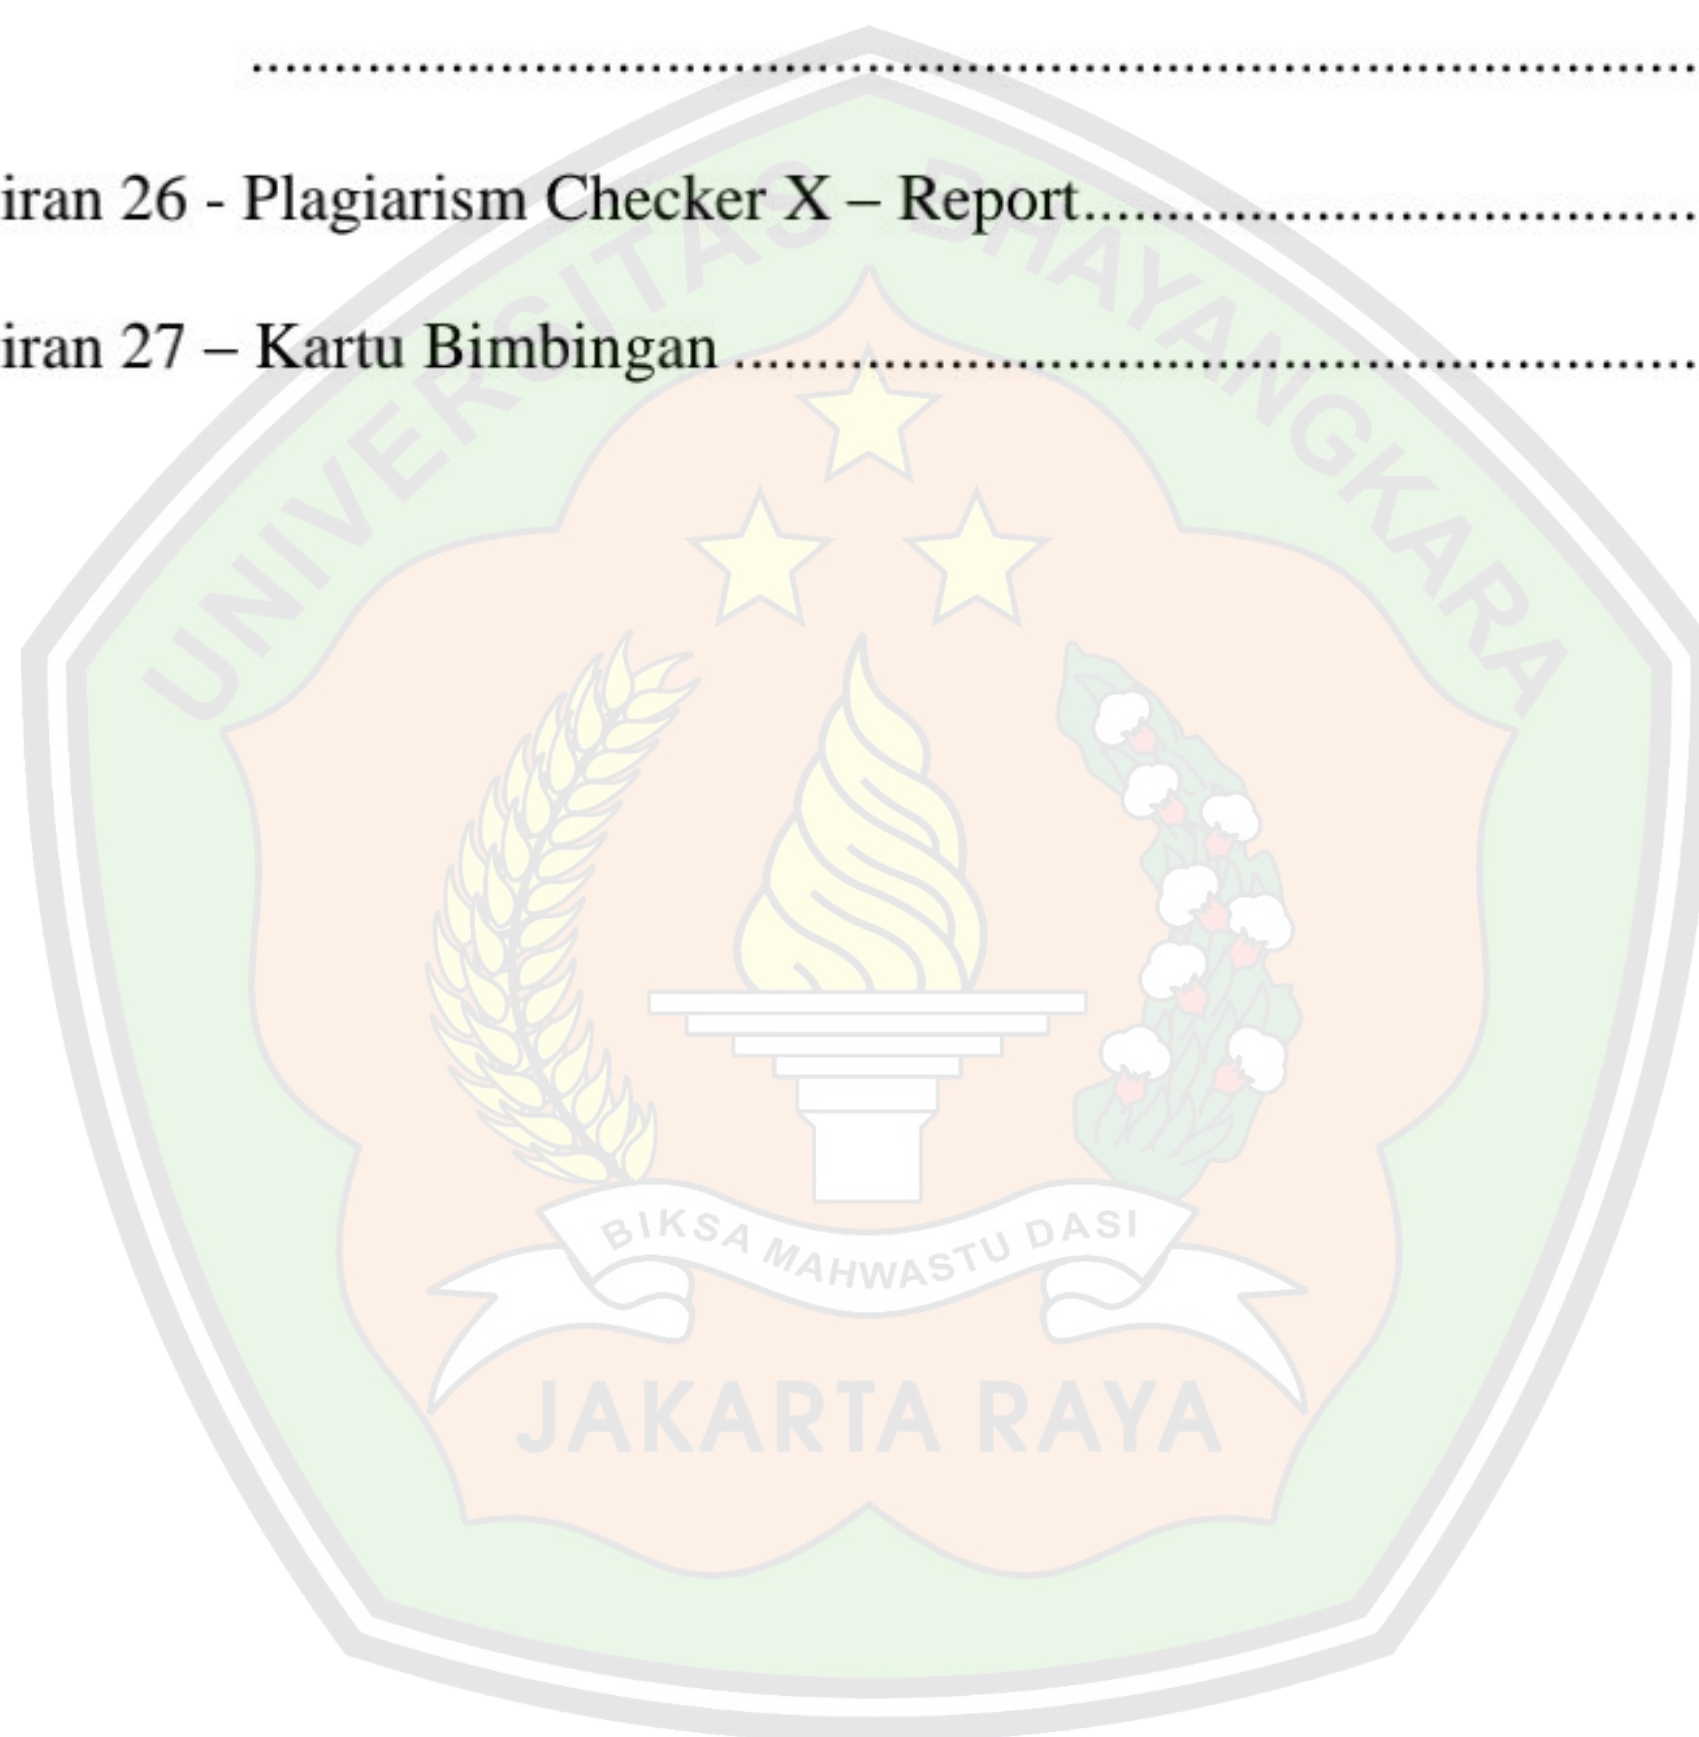 ............................................................................................
iran 26 - Plagiarism Checker X – Report.......................................
iran 27 – Kartu Bimbingan .............................................................
UNIVERSITAS BHAYANGKARA
BIKSA MAHWASTU DASI
JAKARTA RAYA